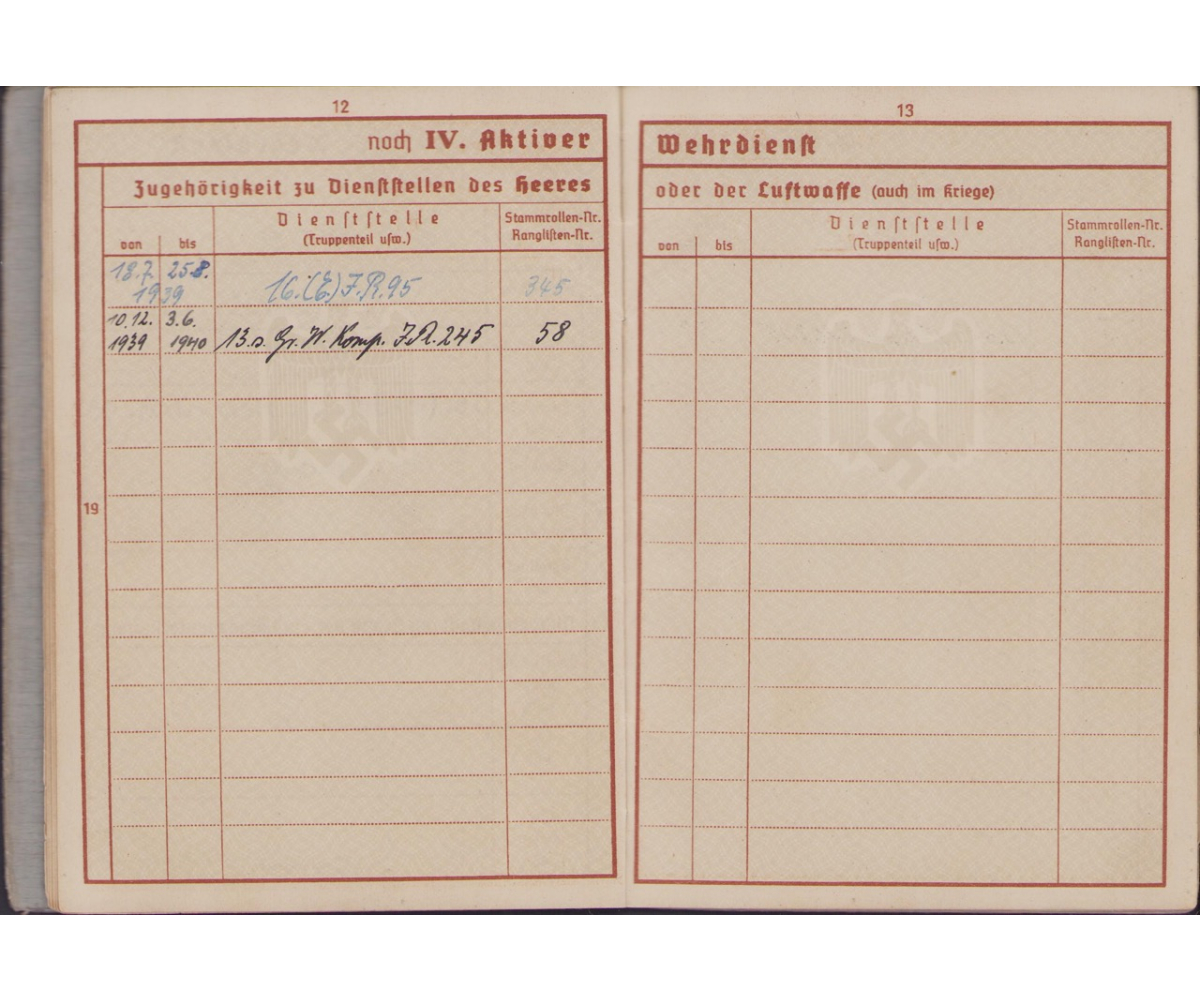 12
noch IV. Aktiver
Zugehörigkeit zu Dienststellen des Heeres
von bis Dienststelle (Truppenteil usw.) Stammrollen-Nr. Ranglisten-Nr.
18.7. 25.8.
1939 16.(E.) J.R.95 345
10.12. 3.6.
1939 1940 13.s. Gr. W. Komp. J.R. 245 58
19
13
Wehrdienst
oder der Luftwaffe (auch im Kriege)
von bis Dienststelle (Truppenteil usw.) Stammrollen-Nr. Ranglisten-Nr.